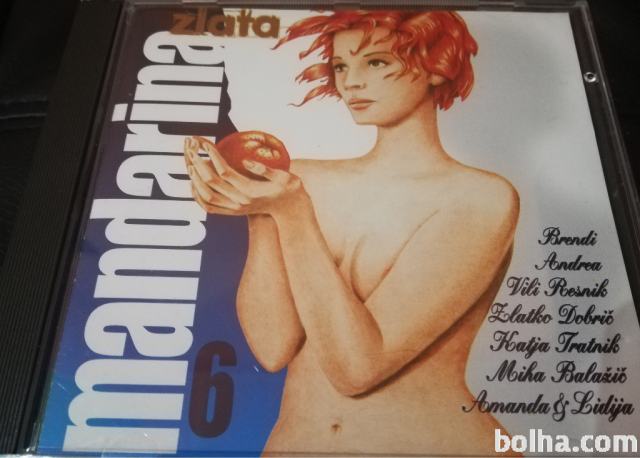 zlata
mandarina
6
Brendi
Andrea
Vili Resnik
Zlatko Dobrič
Katja Tratnik
Miha Balažič
Amanda & Lidija
bolha.com